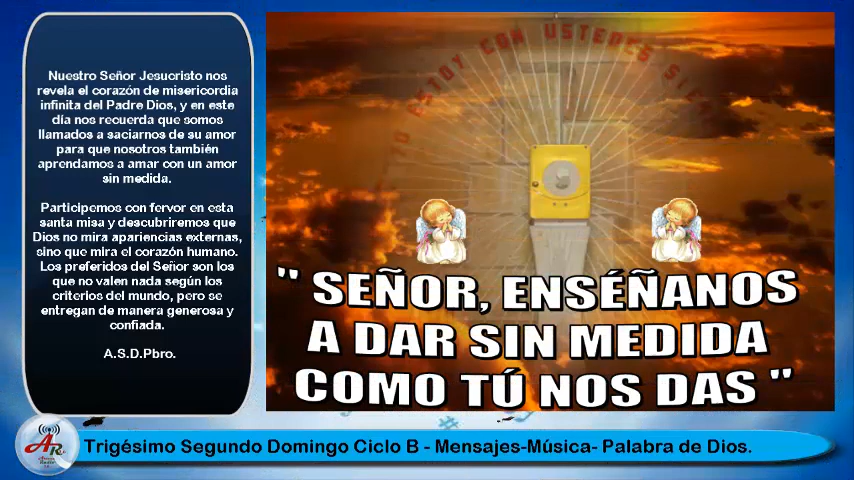 Nuestro Señor Jesucristo nos
revela el corazón de misericordia
infinita del Padre Dios, y en este
día nos recuerda que somos
llamados a saciarnos de su amor
para que nosotros también
aprendamos a amar con un amor
sin medida.
Participemos con fervor en esta
santa misa y descubriremos que
Dios no mira apariencias externas,
sino que mira el corazón humano.
Los preferidos del Señor son los
que no valen nada según los
criterios del mundo, pero se
entregan de manera generosa y
confiada.
A.S.D.Pbro.
ESTOY CON USTEDES
" SEÑOR, ENSÉÑANOS
A DAR SIN MEDIDA
COMO TÚ NOS DAS "
AR
Trigésimo Segundo Domingo Ciclo B - Mensajes-Música- Palabra de Dios.